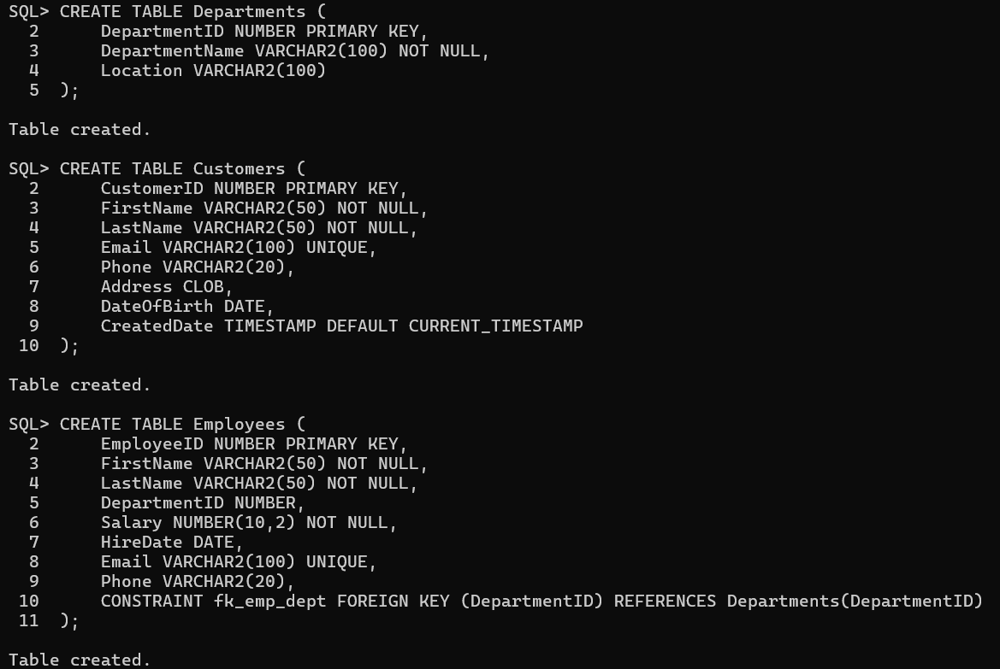 SQL> CREATE TABLE Departments (
  2      DepartmentID NUMBER PRIMARY KEY,
  3      DepartmentName VARCHAR2(100) NOT NULL,
  4      Location VARCHAR2(100)
  5  );
Table created.
SQL> CREATE TABLE Customers (
  2      CustomerID NUMBER PRIMARY KEY,
  3      FirstName VARCHAR2(50) NOT NULL,
  4      LastName VARCHAR2(50) NOT NULL,
  5      Email VARCHAR2(100) UNIQUE,
  6      Phone VARCHAR2(20),
  7      Address CLOB,
  8      DateOfBirth DATE,
  9      CreatedDate TIMESTAMP DEFAULT CURRENT_TIMESTAMP
 10  );
Table created.
SQL> CREATE TABLE Employees (
  2      EmployeeID NUMBER PRIMARY KEY,
  3      FirstName VARCHAR2(50) NOT NULL,
  4      LastName VARCHAR2(50) NOT NULL,
  5      DepartmentID NUMBER,
  6      Salary NUMBER(10,2) NOT NULL,
  7      HireDate DATE,
  8      Email VARCHAR2(100) UNIQUE,
  9      Phone VARCHAR2(20),
 10      CONSTRAINT fk_emp_dept FOREIGN KEY (DepartmentID) REFERENCES Departments(DepartmentID)
 11  );
Table created.